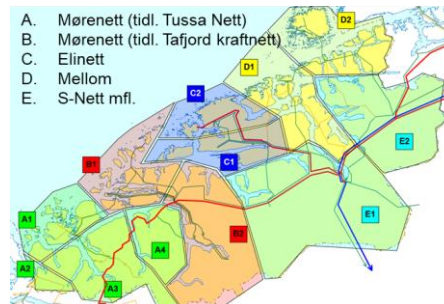 A. Mørenett (tidl. Tussa Nett)
B. Mørenett (tidl. Tafjord kraftnett)
C. Elinett
D. Mellom
E. S-Nett mfl.
D2
D1
C2
E2
C1
B1
A1
E1
A4
B2
A2
A3